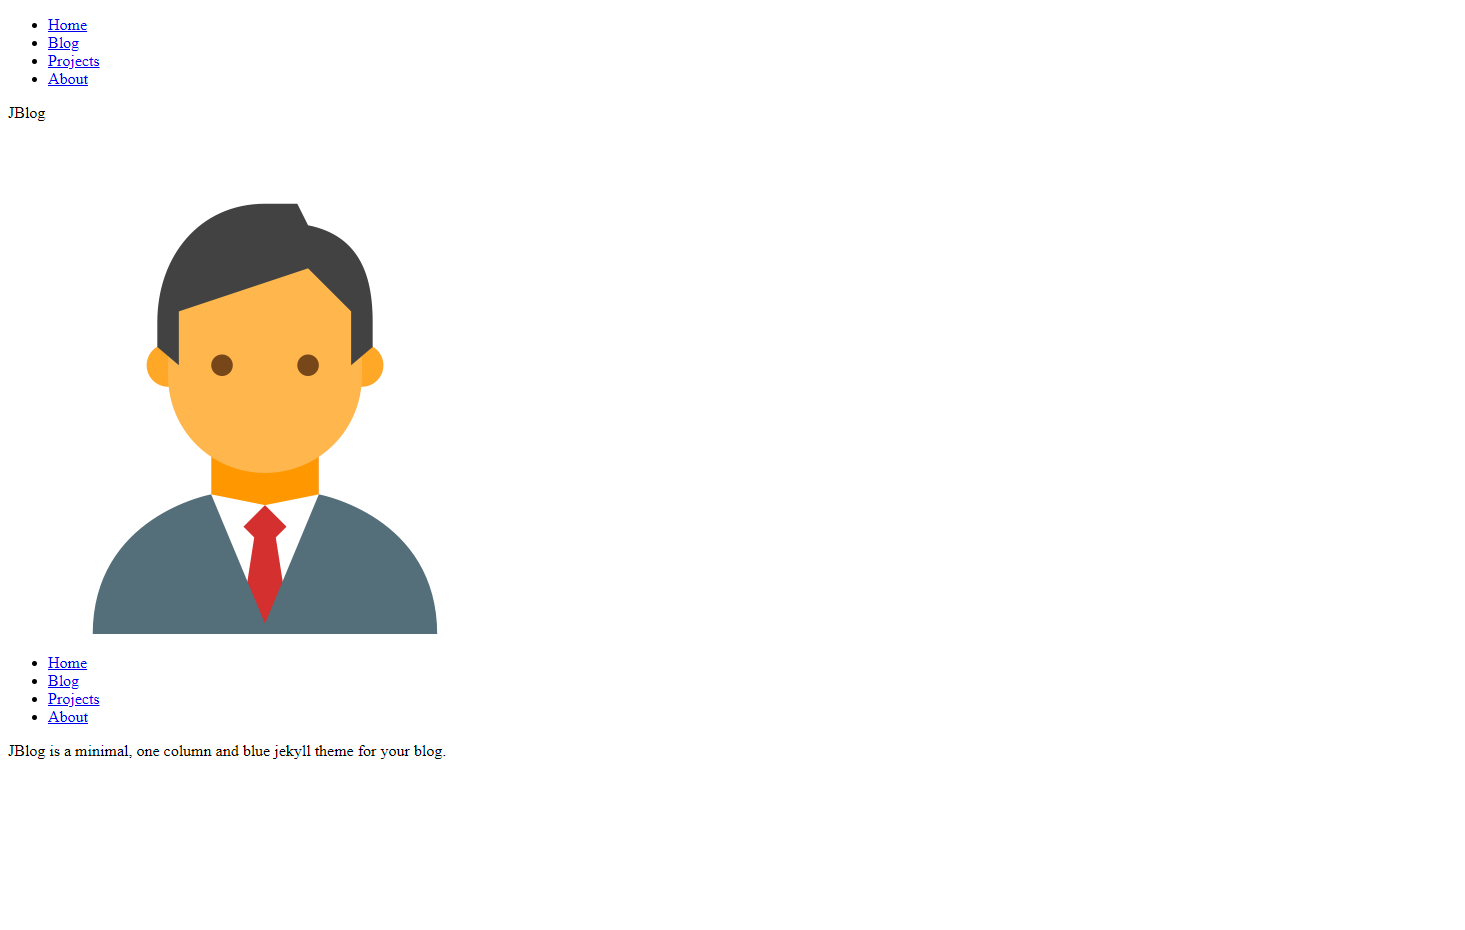 Home
Blog
Projects
About
JBlog
Home
Blog
Projects
About
JBlog is a minimal, one column and blue jekyll theme for your blog.